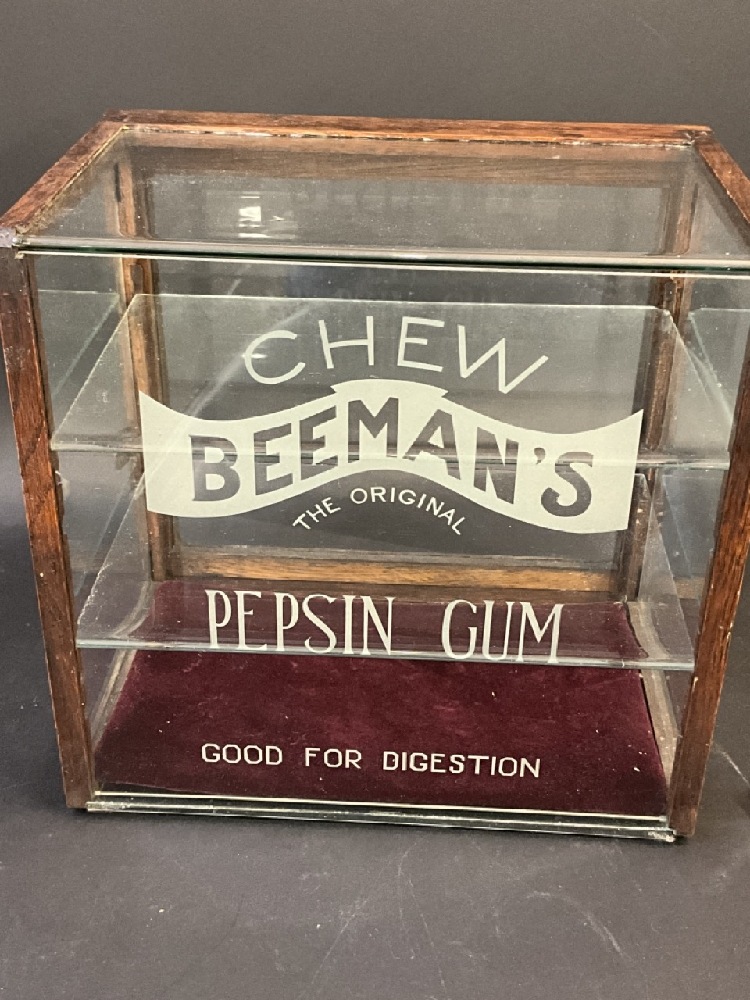 CHEW
BEEMAN'S
THE ORIGINAL
PEPSIN GUM
GOOD FOR DIGESTION